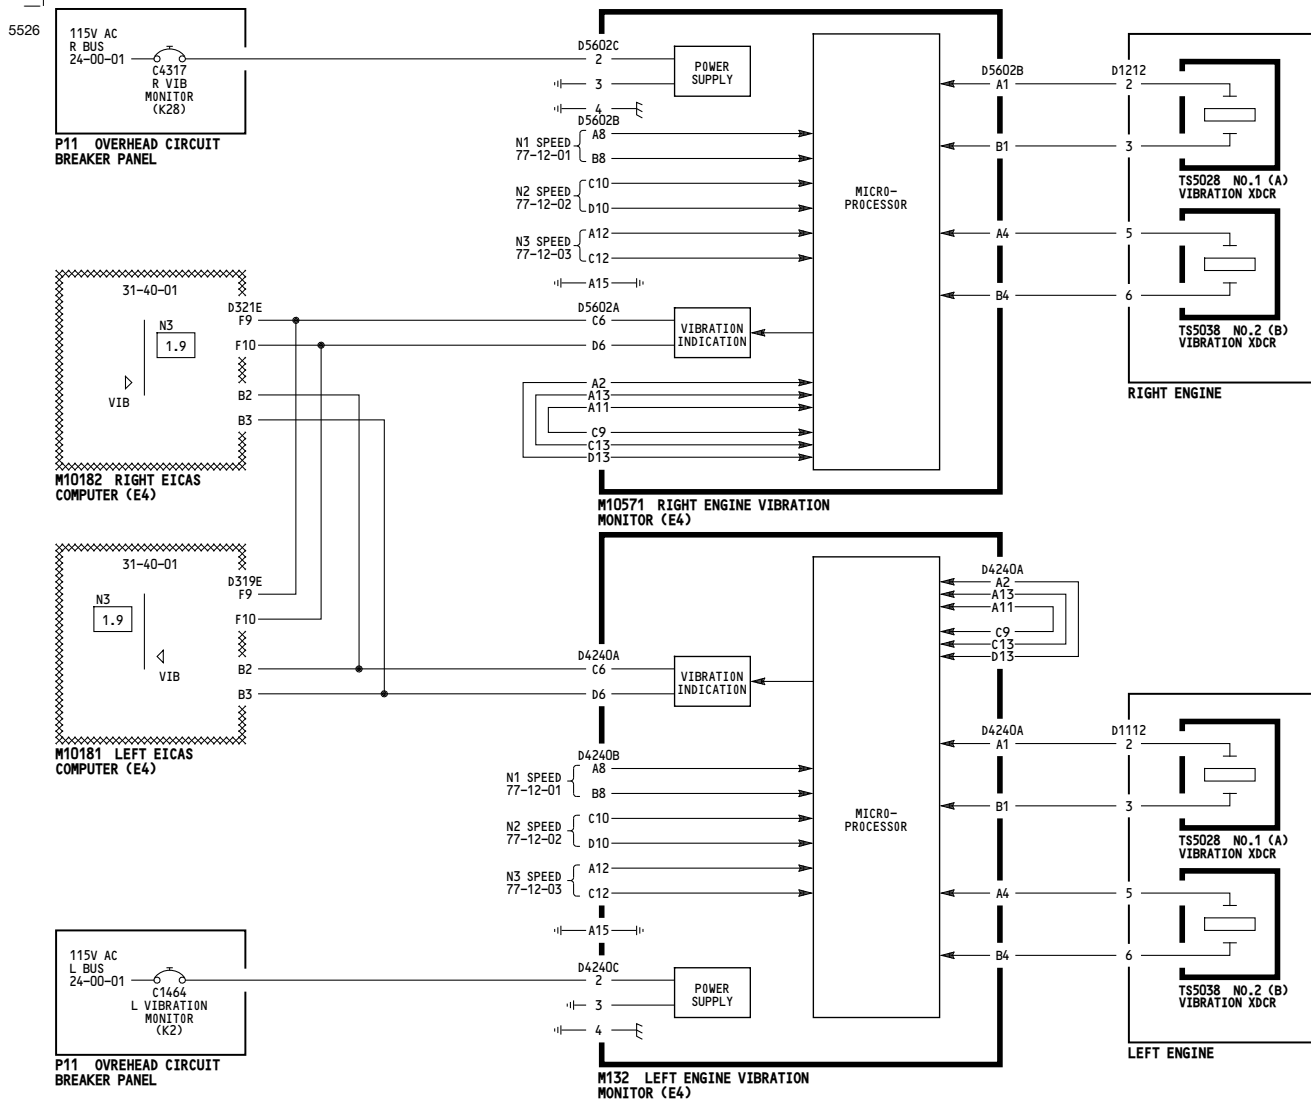 5526
115V AC
R BUS
24-00-01
C4317
R VIB
MONITOR
(K28)
P11 OVERHEAD CIRCUIT
BREAKER PANEL
D5602C
2
3
4
POWER
SUPPLY
D5602B
A8
B8
N1 SPEED
77-12-01
C10
D10
N2 SPEED
77-12-02
A12
C12
N3 SPEED
77-12-03
A15
D5602A
C6
D6
VIBRATION
INDICATION
A2
A13
A11
C9
C13
D13
MICRO-
PROCESSOR
D5602B
A1
B1
A4
B4
D1212
2
3
5
6
TS5028 NO.1 (A)
VIBRATION XDCR
TS5038 NO.2 (B)
VIBRATION XDCR
RIGHT ENGINE
31-40-01
N3
1.9
VIB
D321E
F9
F10
B2
B3
M10182 RIGHT EICAS
COMPUTER (E4)
M10571 RIGHT ENGINE VIBRATION
MONITOR (E4)
31-40-01
N3
1.9
VIB
D319E
F9
F10
B2
B3
M10181 LEFT EICAS
COMPUTER (E4)
D4240A
C6
D6
VIBRATION
INDICATION
D4240A
A2
A13
A11
C9
C13
D13
D4240B
A8
B8
N1 SPEED
77-12-01
C10
D10
N2 SPEED
77-12-02
A12
C12
N3 SPEED
77-12-03
A15
MICRO-
PROCESSOR
D4240A
A1
B1
A4
B4
D1112
2
3
5
6
TS5028 NO.1 (A)
VIBRATION XDCR
TS5038 NO.2 (B)
VIBRATION XDCR
LEFT ENGINE
115V AC
L BUS
24-00-01
C1464
L VIBRATION
MONITOR
(K2)
P11 OVREHEAD CIRCUIT
BREAKER PANEL
D4240C
2
3
4
POWER
SUPPLY
M132 LEFT ENGINE VIBRATION
MONITOR (E4)